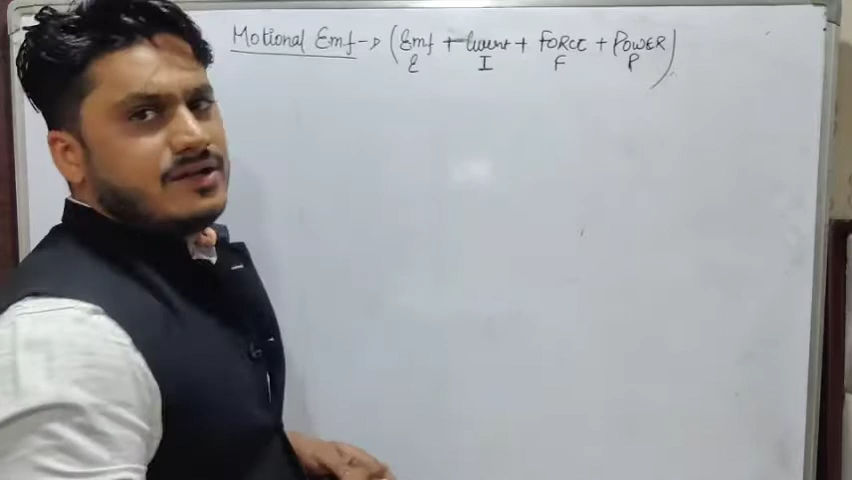 Motional Emf → (Emf + Current + FORCE + POWER)
ε I F P